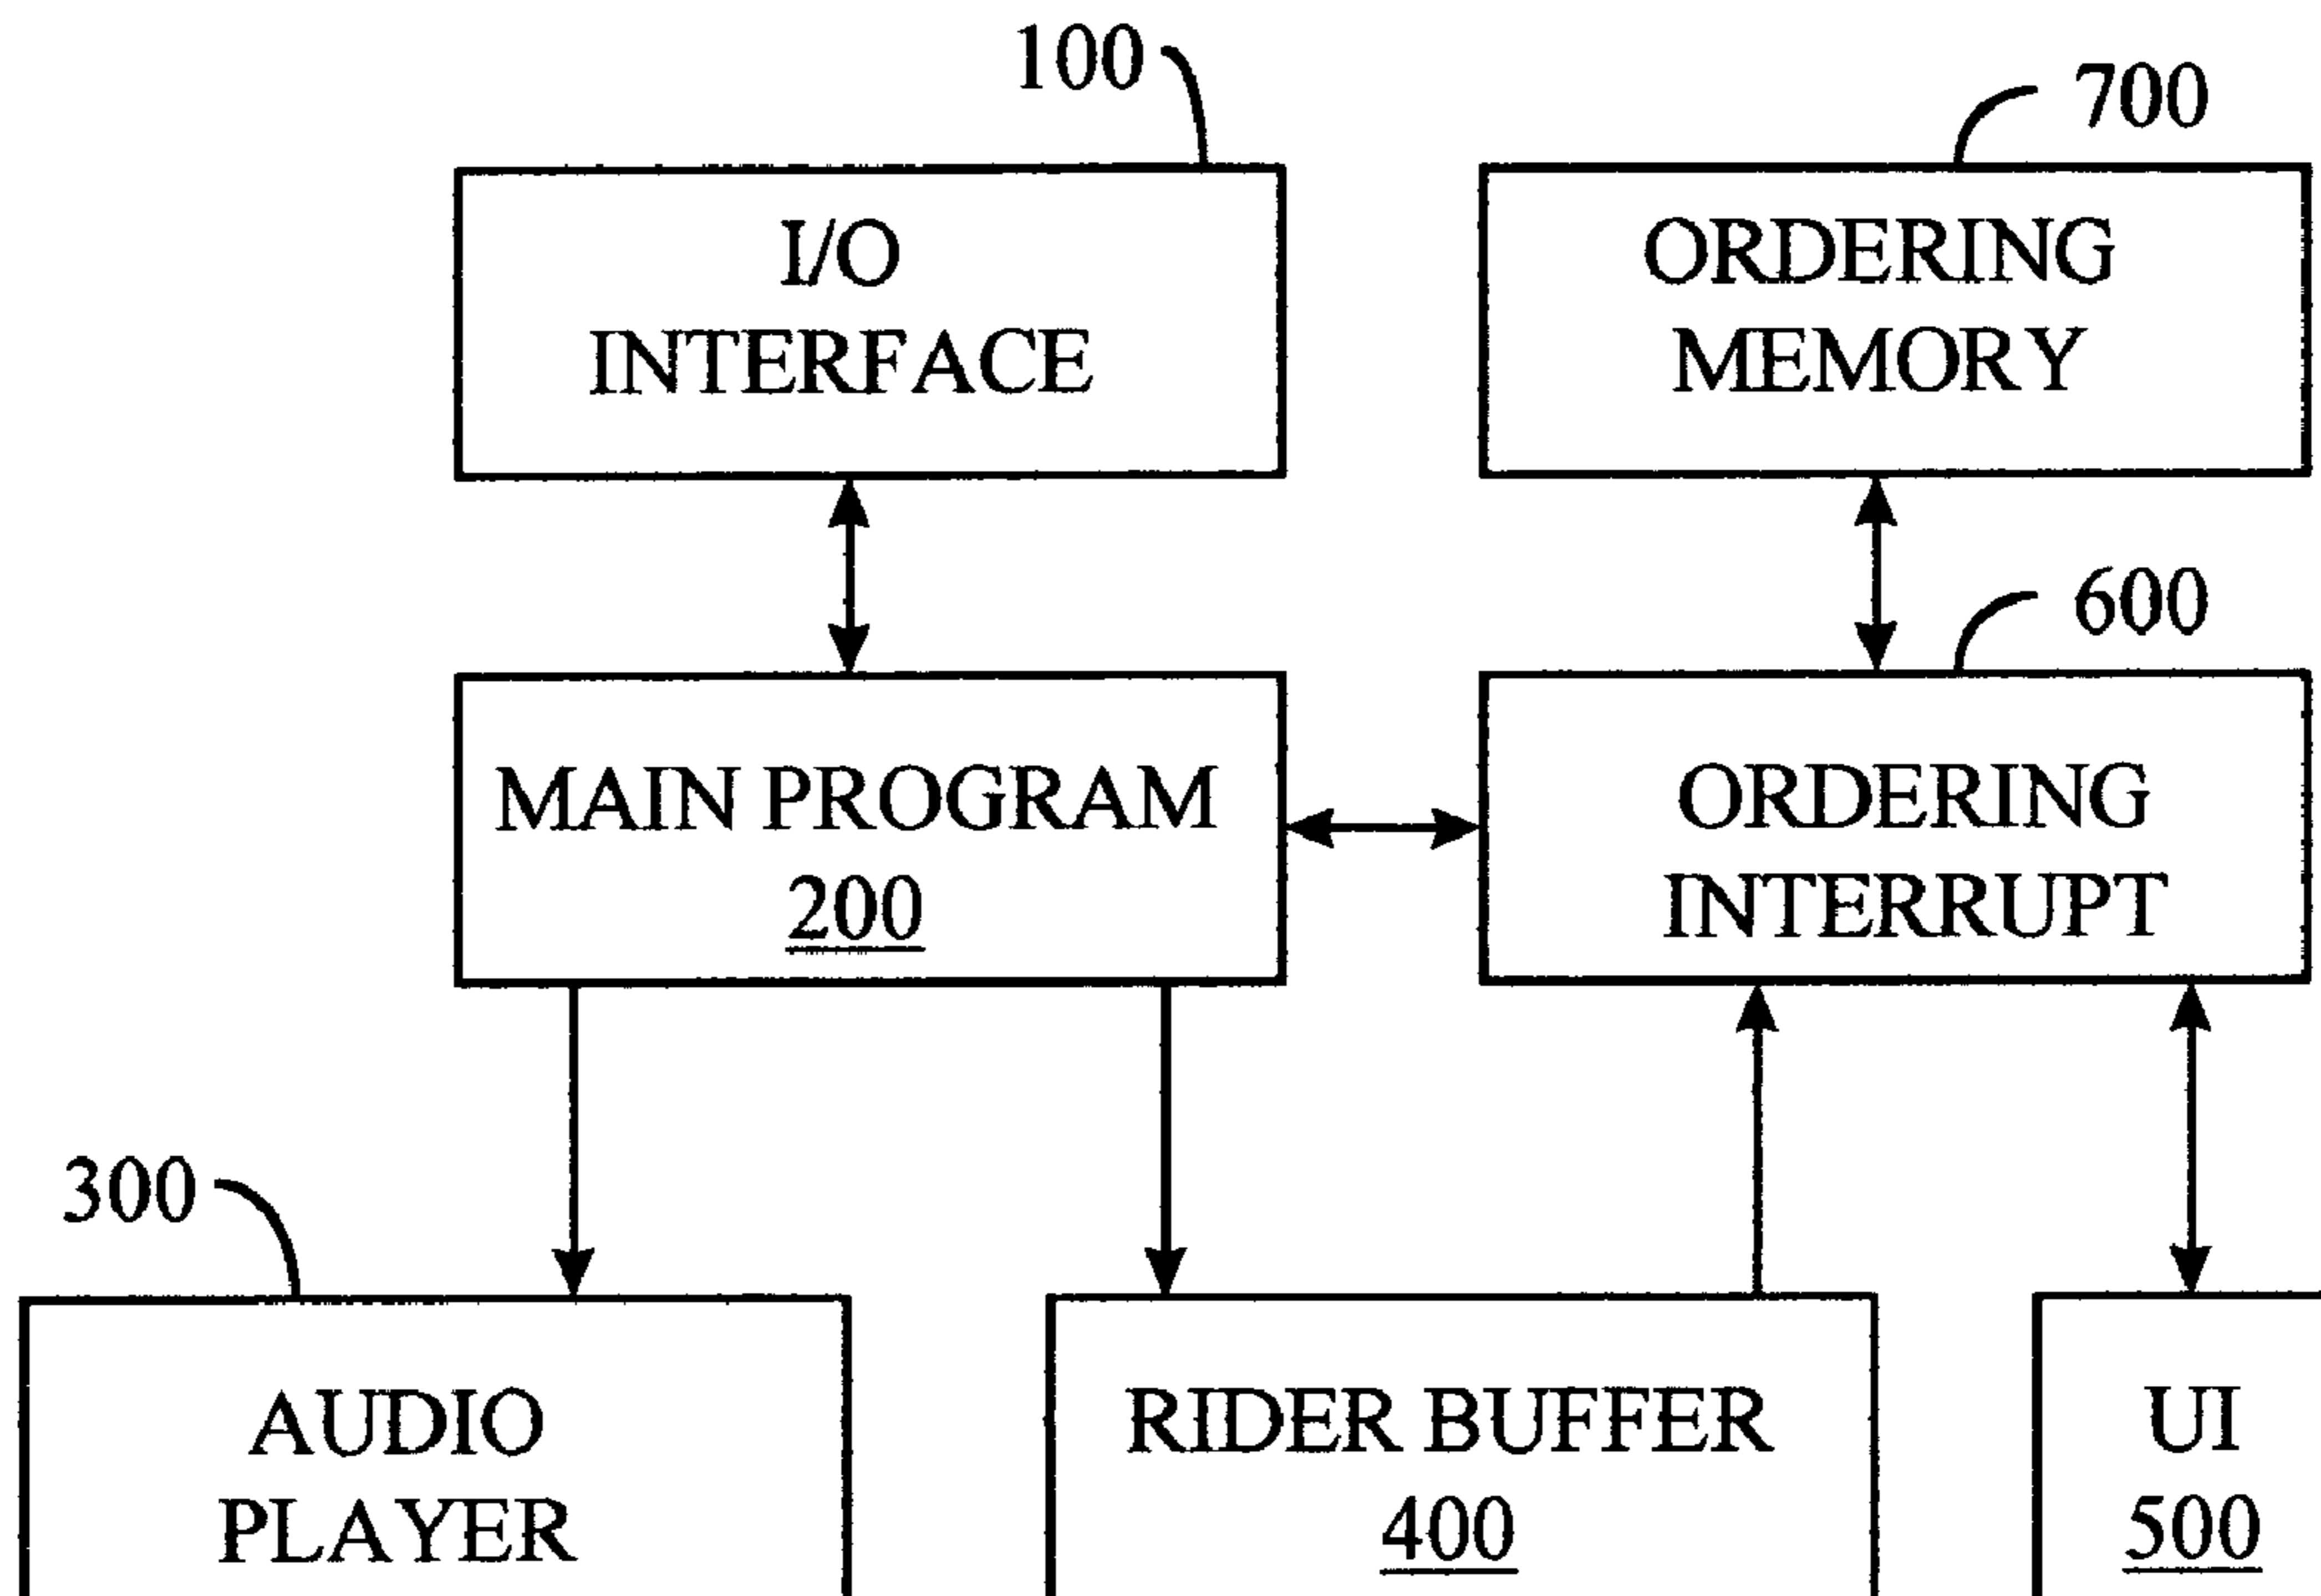 100
700
I/O
INTERFACE
ORDERING
MEMORY
600
MAIN PROGRAM
200
ORDERING
INTERRUPT
300
AUDIO
PLAYER
RIDER BUFFER
400
UI
500